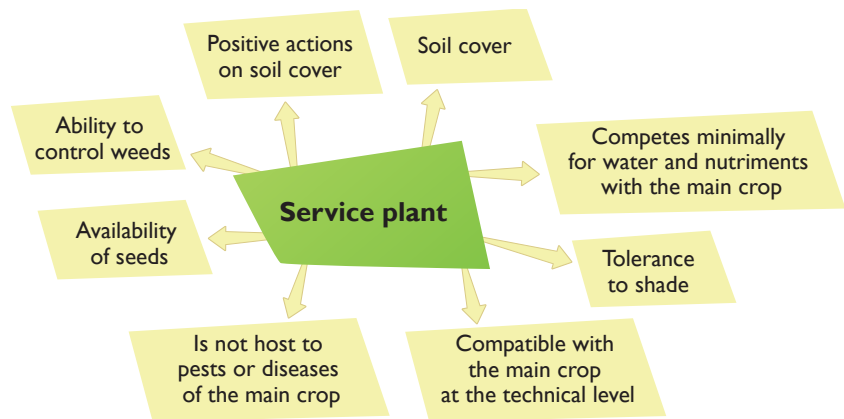 Positive actions
on soil cover
Soil cover
Ability to
control weeds
Competes minimally
for water and nutriments
with the main crop
Service plant
Availability
of seeds
Tolerance
to shade
Is not host to
pests or diseases
of the main crop
Compatible with
the main crop
at the technical level